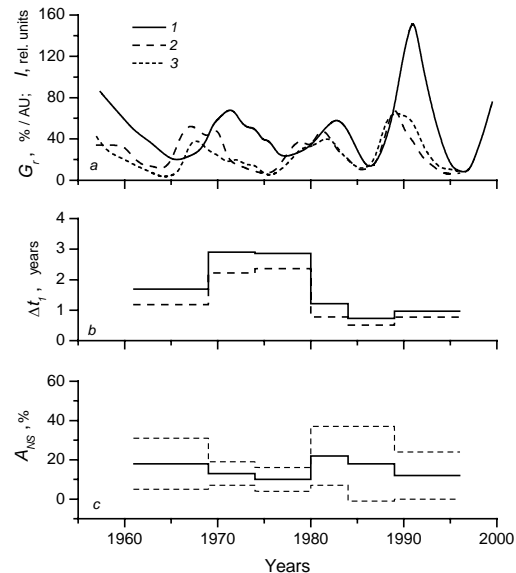 G_r , % / AU; I, rel. units
160
120
80
40
0
1
2
3
a
Δt_1, years
4
3
2
1
0
b
A_NS , %
60
40
20
0
c
1960 1970 1980 1990 2000
Years